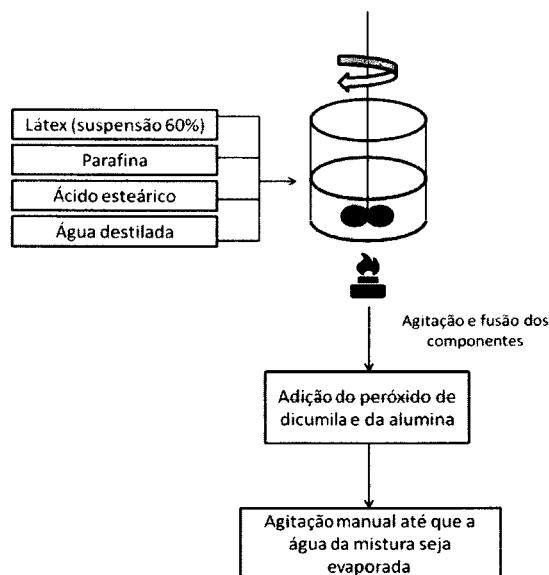 Látex (suspensão 60%)
Parafina
Ácido esteárico
Água destilada
Agitação e fusão dos
componentes
Adição do peróxido de
dicumila e da alumina
Agitação manual até que a
água da mistura seja
evaporada